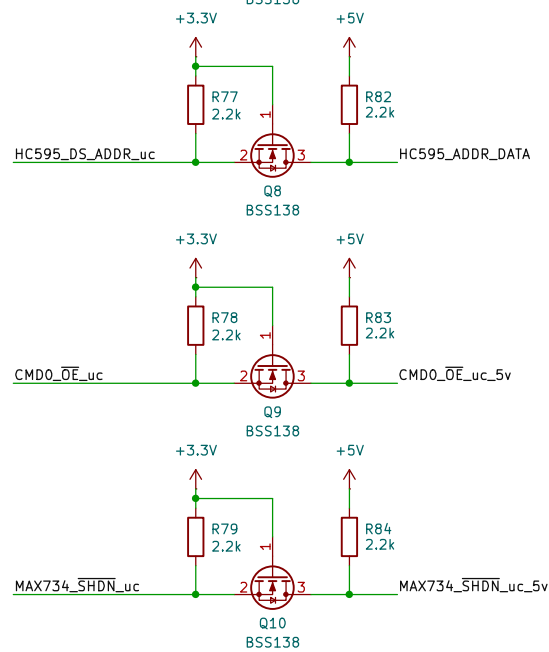 BSS138
+3.3V +5V
R77 2.2k
R82 2.2k
1
2 3
HC595_DS_ADDR_uc
HC595_ADDR_DATA
Q8
BSS138
+3.3V +5V
R78 2.2k
R83 2.2k
1
2 3
CMD0_OE_uc
CMD0_OE_uc_5v
Q9
BSS138
+3.3V +5V
R79 2.2k
R84 2.2k
1
2 3
MAX734_SHDN_uc
MAX734_SHDN_uc_5v
Q10
BSS138